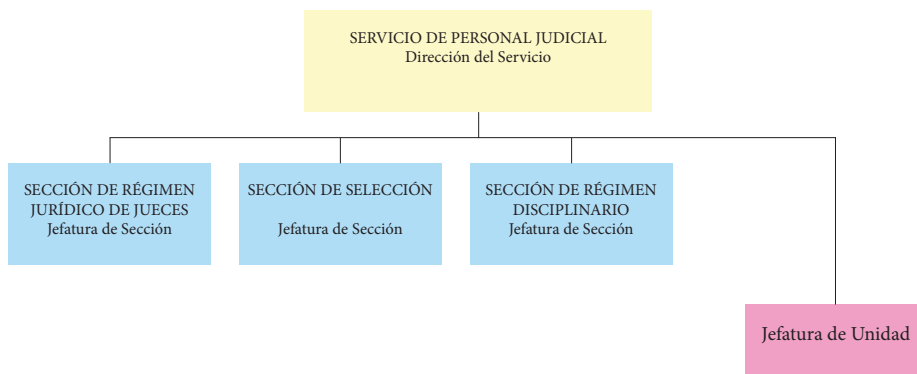 SERVICIO DE PERSONAL JUDICIAL
Dirección del Servicio
SECCIÓN DE RÉGIMEN
JURÍDICO DE JUECES
Jefatura de Sección
SECCIÓN DE SELECCIÓN
Jefatura de Sección
SECCIÓN DE RÉGIMEN
DISCIPLINARIO
Jefatura de Sección
Jefatura de Unidad